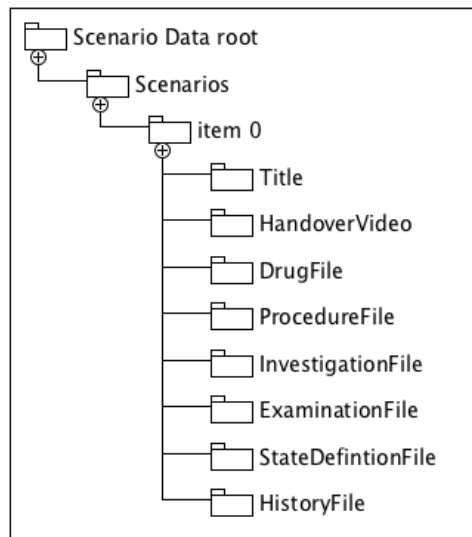 Scenario Data root
Scenarios
item 0
Title
HandoverVideo
DrugFile
ProcedureFile
InvestigationFile
ExaminationFile
StateDefintionFile
HistoryFile